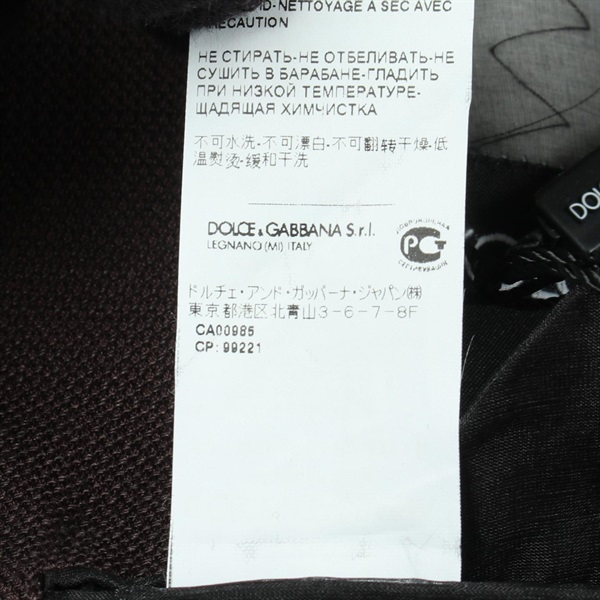 -NETTOYAGE A SEC AVEC
PRECAUTION
НЕ СТИРАТЬ-НЕ ОТБЕЛИВАТЬ-НЕ
СУШИТЬ В БАРАБАНЕ-ГЛАДИТЬ
ПРИ НИЗКОЙ ТЕМПЕРАТУРЕ-
ЩАДЯЩАЯ ХИМЧИСТКА
不可水洗-不可漂白-不可翻转干燥-低
温熨烫-缓和干洗
DOLCE&GABBANA S.r.l.
LEGNANO (MI) ITALY
ДОБРОВОЛЬНАЯ
РСТ
СЕРТИФИКАЦИЯ
ドルチェ・アンド・ガッバーナ・ジャパン(株)
東京都港区北青山3-6-7-8F
CA00985
CP: 99221
DOL